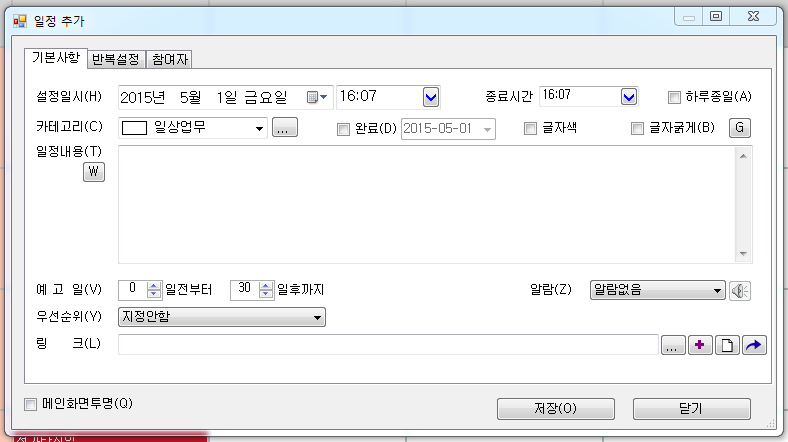 일정 추가
기본사항 반복설정 참여자
설정일시(H) 2015년 5월 1일 금요일 16:07 종료시간 16:07 하루종일(A)
카테고리(C) 일상업무 ... 완료(D) 2015-05-01 글자색 글자굵게(B) G
일정내용(T)
W
예 고 일(V) 0 일전부터 30 일후까지 알람(Z) 알람없음
우선순위(Y) 지정안함
링 크(L) ...
메인화면투명(Q) 저장(O) 닫기